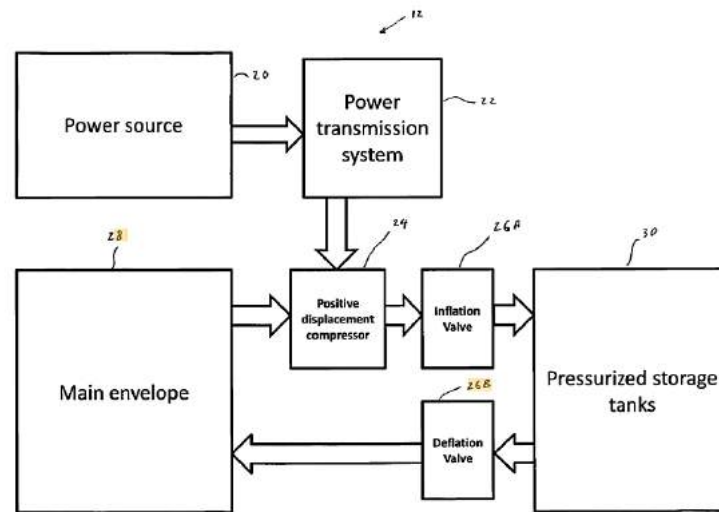 12
20
Power source
Power
transmission
system
22
28
Main envelope
24
Positive
displacement
compressor
26A
Inflation
Valve
30
Pressurized storage
tanks
26B
Deflation
Valve